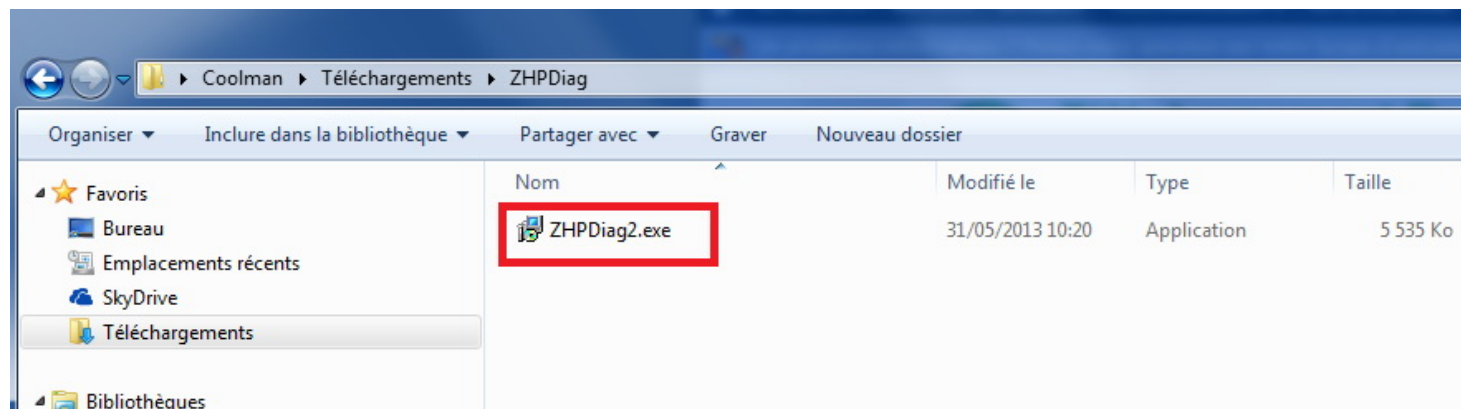 Coolman Téléchargements ZHPDiag
Organiser Inclure dans la bibliothèque Partager avec Graver Nouveau dossier
Favoris
Bureau
Emplacements récents
SkyDrive
Téléchargements
Bibliothèques
Nom Modifié le Type Taille
ZHPDiag2.exe 31/05/2013 10:20 Application 5 535 Ko